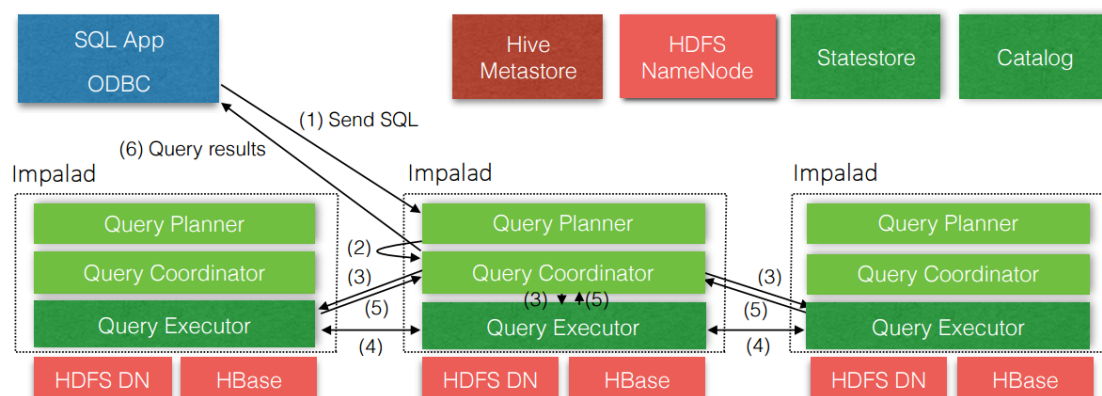 SQL App
ODBC
Hive
Metastore
HDFS
NameNode
Statestore
Catalog
(1) Send SQL
(6) Query results
Impalad
Impalad
Impalad
Query Planner
Query Planner
Query Planner
(2)
Query Coordinator
Query Coordinator
Query Coordinator
(3)
(3)
(3)
(5)
(5)
(5)
Query Executor
Query Executor
Query Executor
(4)
(4)
HDFS DN
HBase
HDFS DN
HBase
HDFS DN
HBase